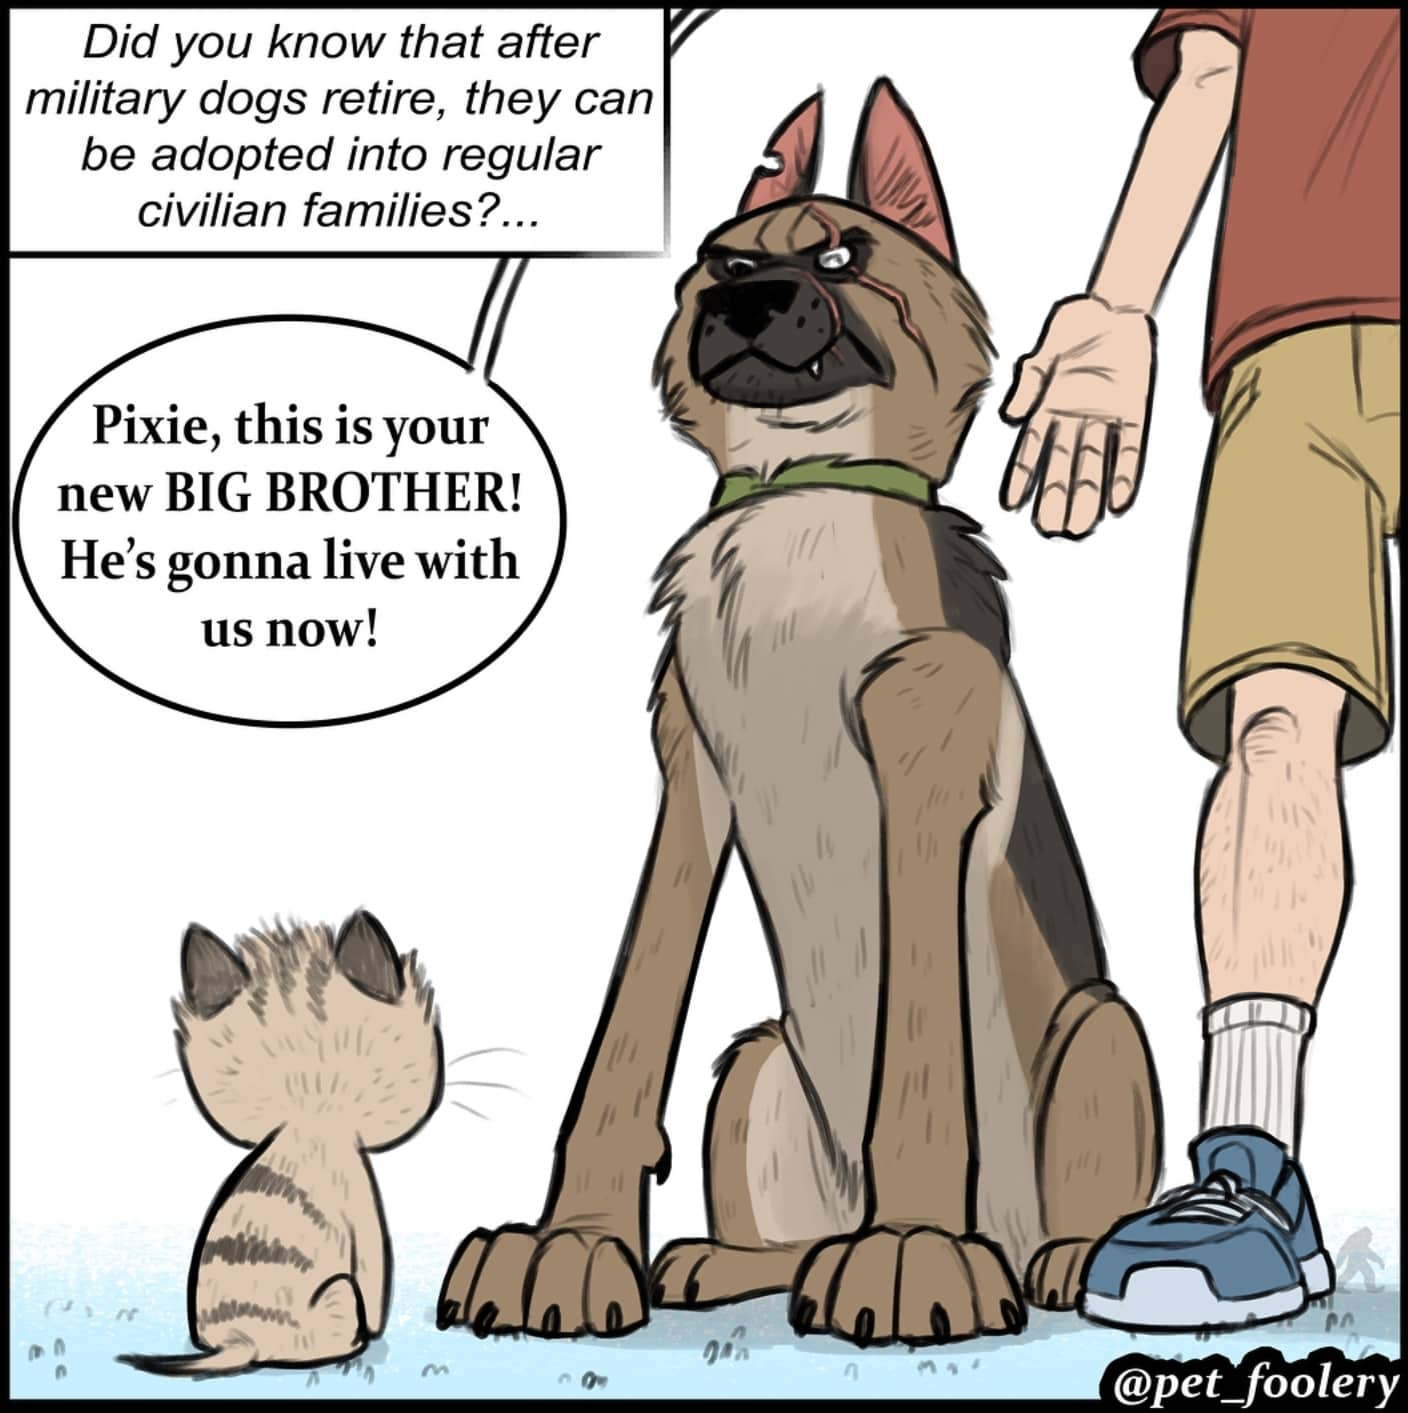 Did you know that after
military dogs retire, they can
be adopted into regular
civilian families?...
Pixie, this is your
new BIG BROTHER!
He's gonna live with
us now!
@pet_foolery